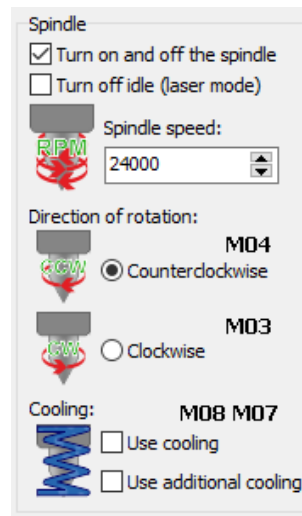 Spindle
Turn on and off the spindle
Turn off idle (laser mode)
RPM
Spindle speed:
24000
Direction of rotation:
M04
CCW
Counterclockwise
M03
CW
Clockwise
Cooling:
M08 M07
Use cooling
Use additional cooling